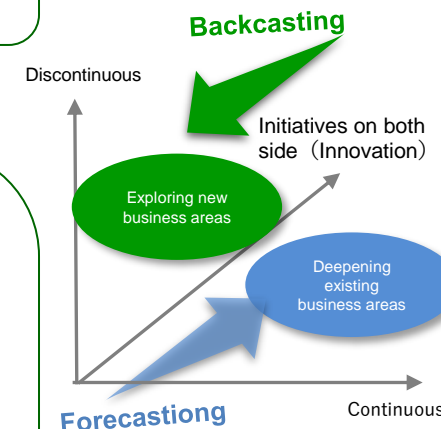 Backcasting
Discontinuous
Initiatives on both
side（Innovation）
Exploring new
business areas
Deepening
existing
business areas
Forecastiong
Continuous